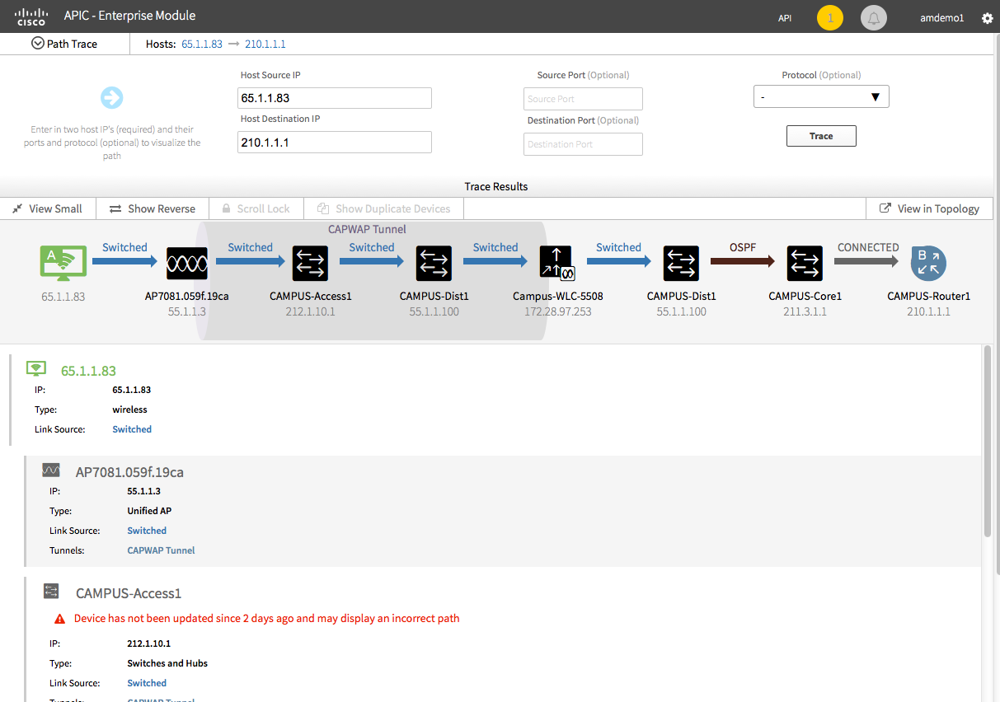 CISCO APIC - Enterprise Module API 1 amdemo1
Path Trace Hosts: 65.1.1.83 → 210.1.1.1
Host Source IP Source Port (Optional) Protocol (Optional)
65.1.1.83 Source Port -
Host Destination IP Destination Port (Optional)
Enter in two host IP's (required) and their
ports and protocol (optional) to visualize the
path
210.1.1.1 Destination Port Trace
Trace Results
View Small Show Reverse Scroll Lock Show Duplicate Devices View in Topology
CAPWAP Tunnel
Switched Switched Switched Switched Switched OSPF CONNECTED
A B
65.1.1.83 AP7081.059f.19ca CAMPUS-Access1 CAMPUS-Dist1 Campus-WLC-5508 CAMPUS-Dist1 CAMPUS-Core1 CAMPUS-Router1
55.1.1.3 212.1.10.1 55.1.1.100 172.28.97.253 55.1.1.100 211.3.1.1 210.1.1.1
65.1.1.83
IP: 65.1.1.83
Type: wireless
Link Source: Switched
AP7081.059f.19ca
IP: 55.1.1.3
Type: Unified AP
Link Source: Switched
Tunnels: CAPWAP Tunnel
CAMPUS-Access1
Device has not been updated since 2 days ago and may display an incorrect path
IP: 212.1.10.1
Type: Switches and Hubs
Link Source: Switched
Tunnels: CAPWAP Tunnel